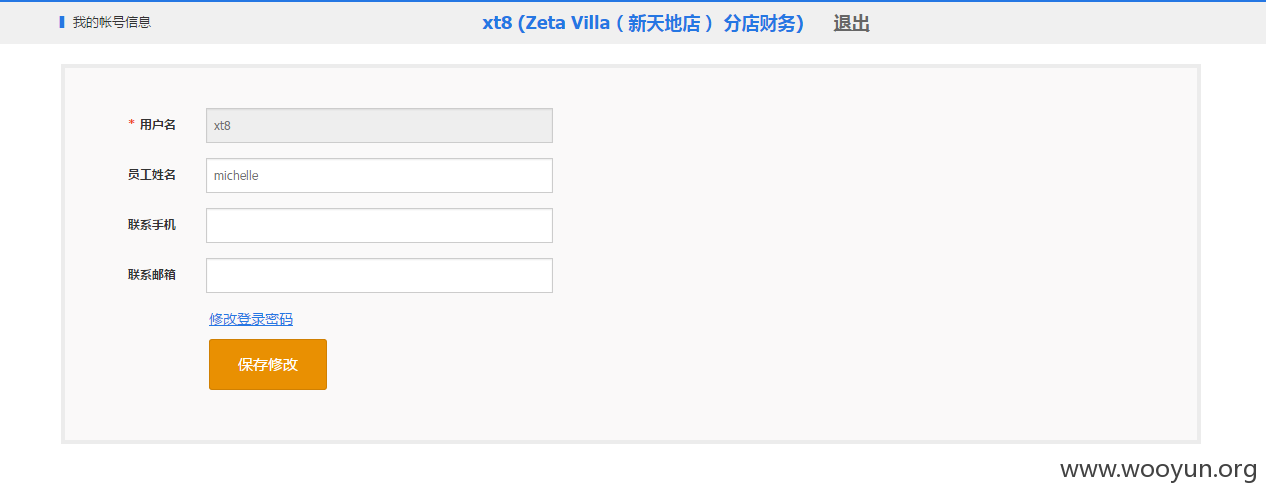 我的帐号信息
xt8 (Zeta Villa（新天地店） 分店财务) 退出
* 用户名 xt8
员工姓名 michelle
联系手机
联系邮箱
修改登录密码
保存修改
www.wooyun.org